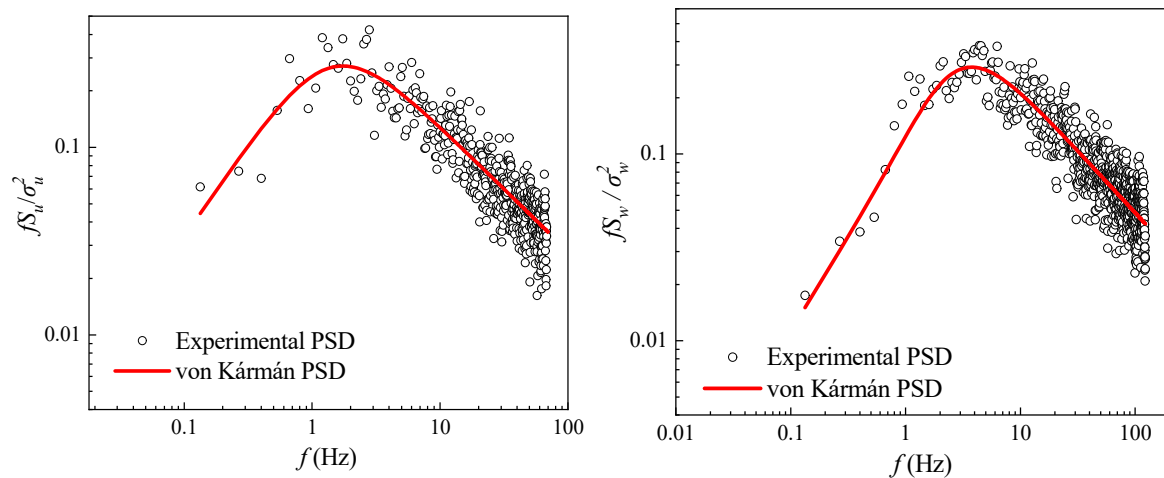 fS_u/σ_u^2
0.1
0.01
Experimental PSD
von Kármán PSD
0.1 1 10 100
f (Hz)
fS_w / σ_w^2
0.1
0.01
Experimental PSD
von Kármán PSD
0.01 0.1 1 10 100
f (Hz)